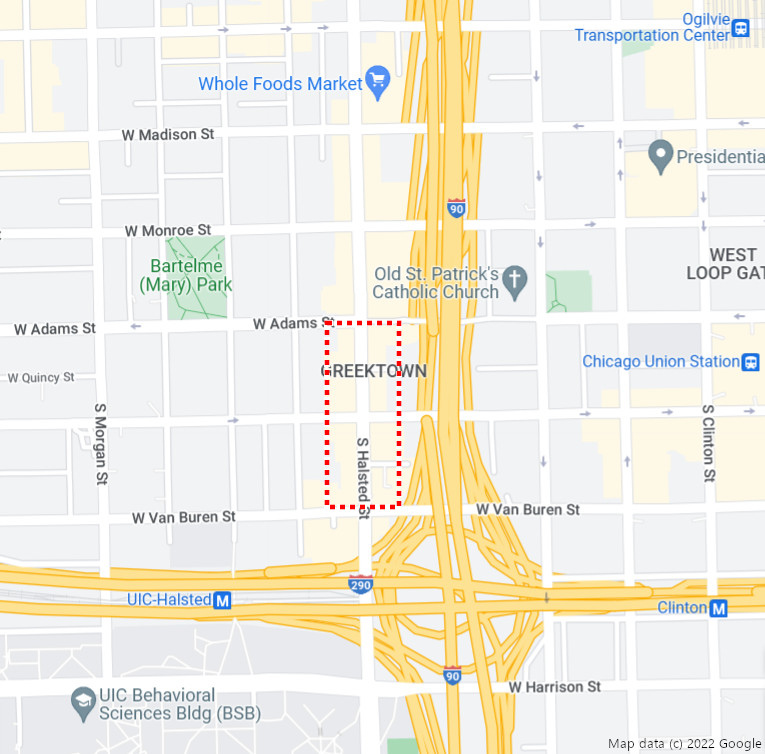 Ogilvie
Transportation Center
Whole Foods Market
W Madison St
Presidentia
90
W Monroe St
WEST
LOOP GAT
Bartelme
(Mary) Park
Old St. Patrick's
Catholic Church
W Adams St
W Adams St
Chicago Union Station
GREEKTOWN
W Quincy St
S Morgan St
S Halsted St
S Clinton St
W Van Buren St
W Van Buren St
290
UIC-Halsted M
Clinton M
90
W Harrison St
UIC Behavioral
Sciences Bldg (BSB)
Map data (c) 2022 Google